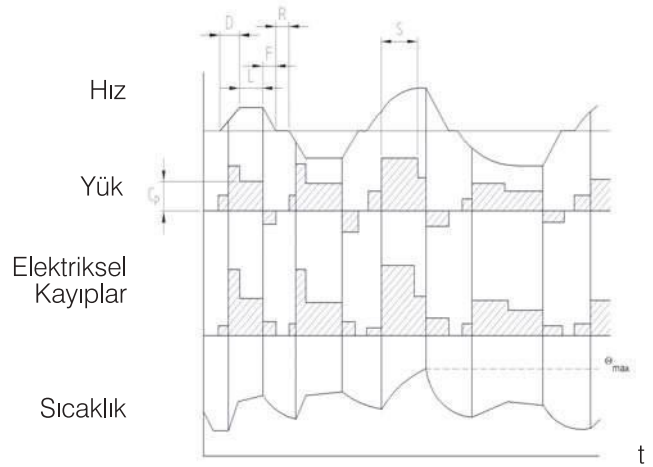 D
R
F
L
S
Hız
Yük
Cp
Elektriksel
Kayıplar
Θmax
Sıcaklık
t